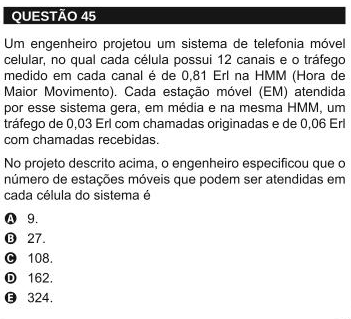 QUESTÃO 45
Um engenheiro projetou um sistema de telefonia móvel
celular, no qual cada célula possui 12 canais e o tráfego
medido em cada canal é de 0,81 Erl na HMM (Hora de
Maior Movimento). Cada estação móvel (EM) atendida
por esse sistema gera, em média e na mesma HMM, um
tráfego de 0,03 Erl com chamadas originadas e de 0,06 Erl
com chamadas recebidas.
No projeto descrito acima, o engenheiro especificou que o
número de estações móveis que podem ser atendidas em
cada célula do sistema é
A 9.
B 27.
C 108.
D 162.
E 324.